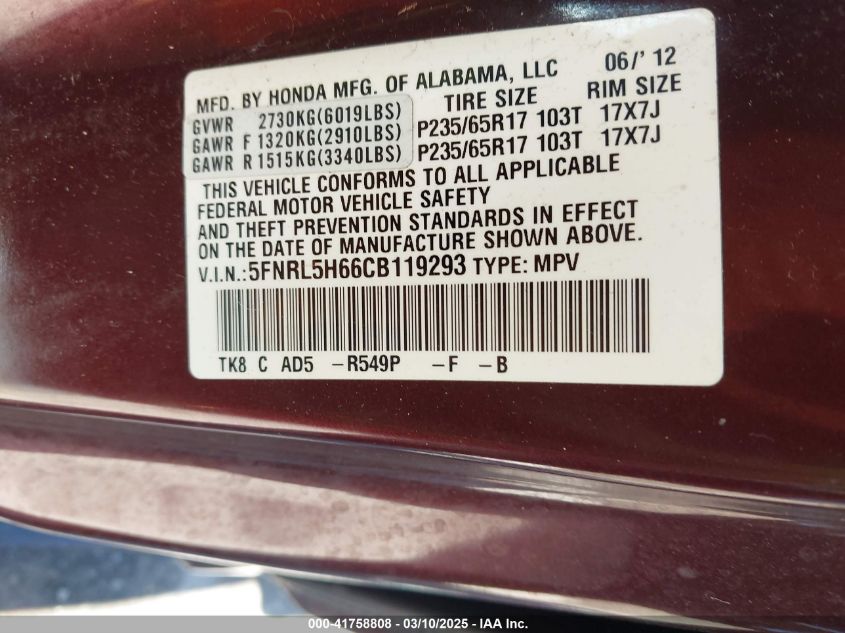 06/' 12
MFD. BY HONDA MFG. OF ALABAMA, LLC
TIRE SIZE RIM SIZE
GVWR 2730KG(6019LBS)
GAWR F 1320KG(2910LBS) P235/65R17 103T 17X7J
GAWR R 1515KG(3340LBS) P235/65R17 103T 17X7J
THIS VEHICLE CONFORMS TO ALL APPLICABLE
FEDERAL MOTOR VEHICLE SAFETY
AND THEFT PREVENTION STANDARDS IN EFFECT
ON THE DATE OF MANUFACTURE SHOWN ABOVE.
V.I.N.:5FNRL5H66CB119293 TYPE: MPV
TK8 C AD5 -R549P -F -B
000-41758808 - 03/10/2025 - IAA Inc.